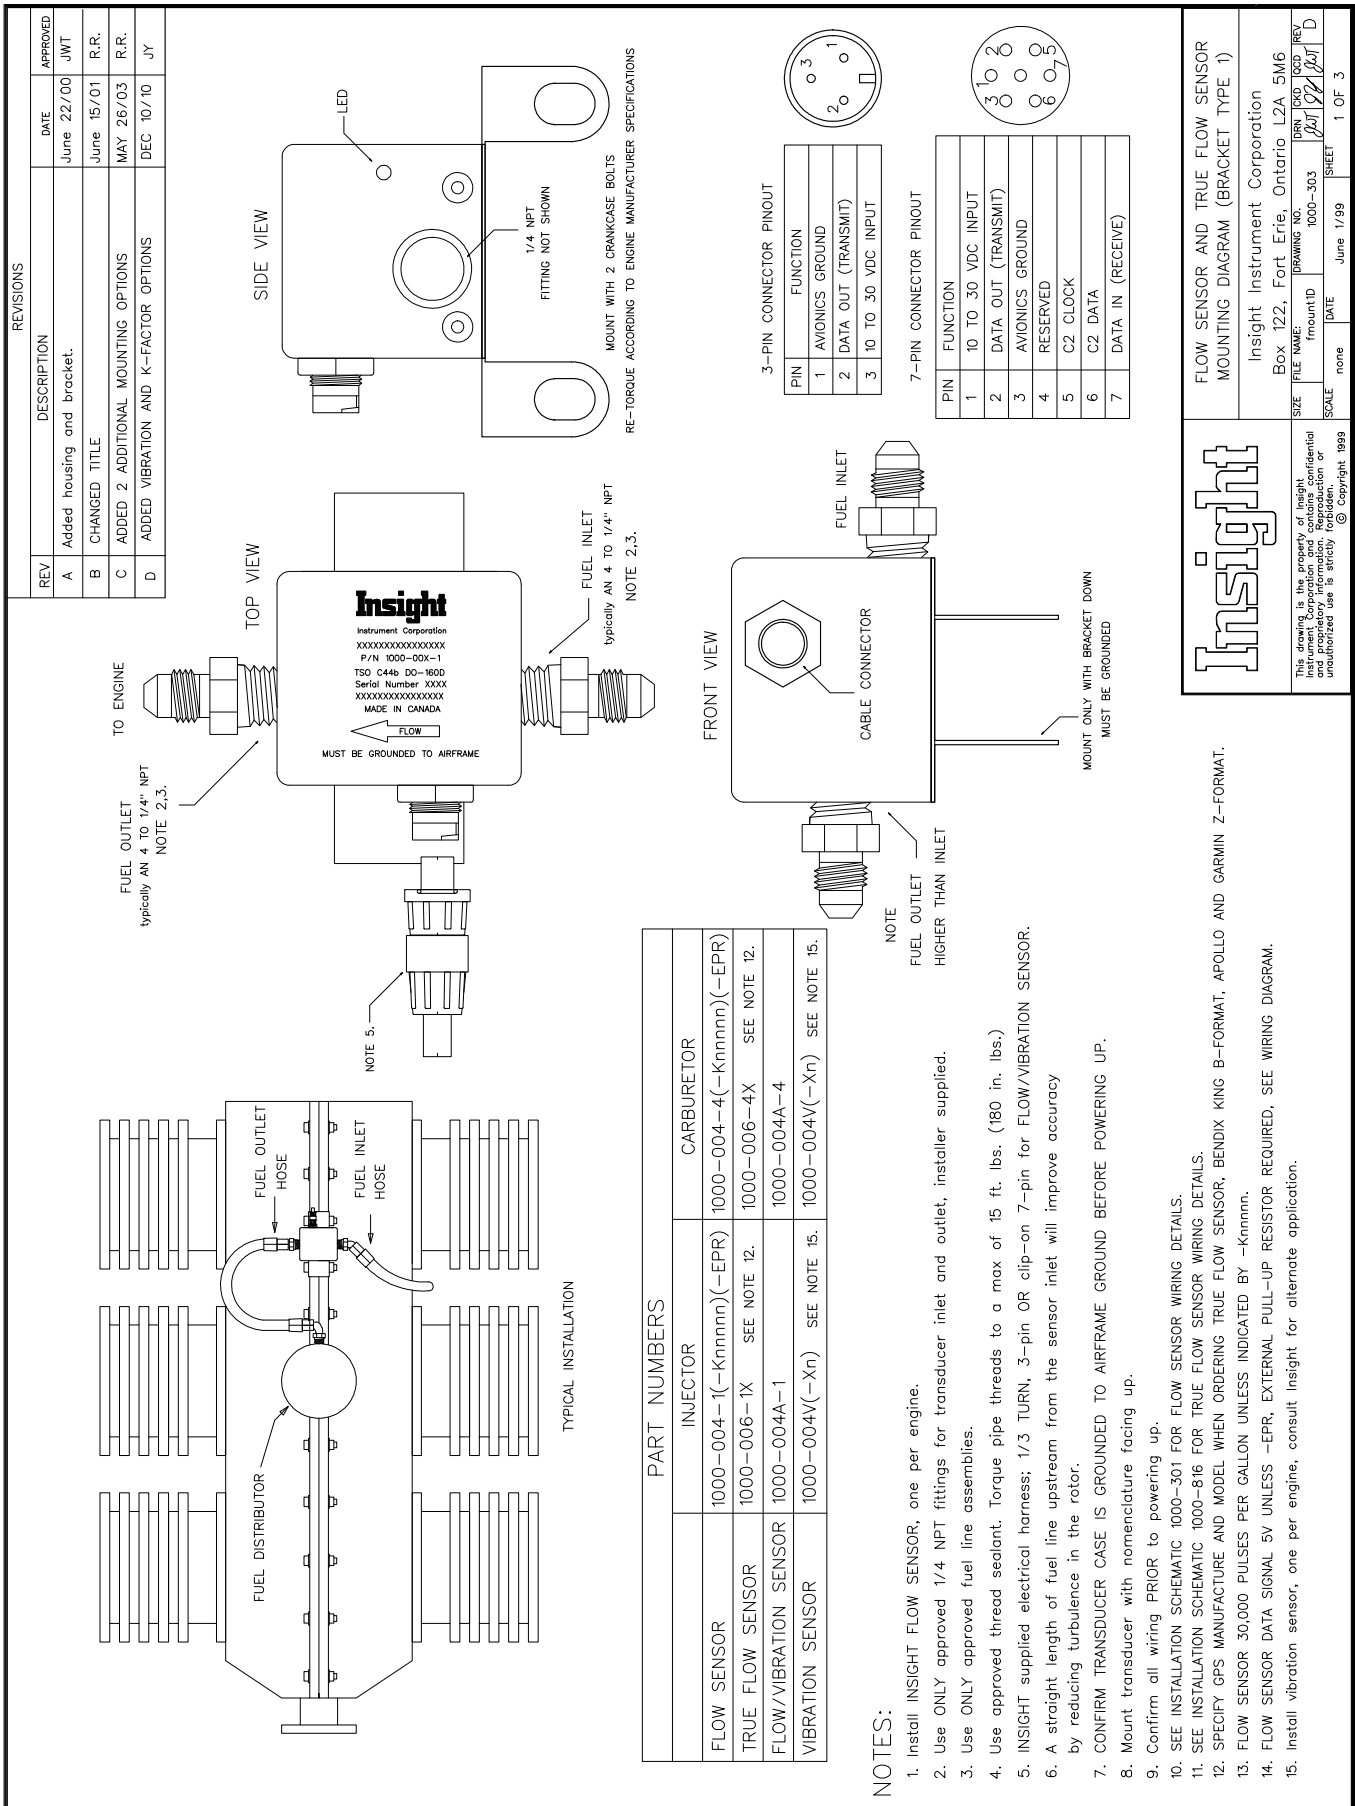 REVISIONS
REV DESCRIPTION DATE APPROVED
A Added housing and bracket. June 22/00 JWT
B CHANGED TITLE June 15/01 R.R.
C ADDED 2 ADDITIONAL MOUNTING OPTIONS MAY 26/03 R.R.
D ADDED VIBRATION AND K-FACTOR OPTIONS DEC 10/10 JY
FUEL DISTRIBUTOR
FUEL OUTLET
HOSE
FUEL INLET
HOSE
TYPICAL INSTALLATION
TOP VIEW
TO ENGINE
FUEL OUTLET
typically AN 4 TO 1/4" NPT
NOTE 2,3.
NOTE 5.
Insight
Instrument Corporation
XXXXXXXXXXXXXXXX
P/N 1000-00X-1
TSO C44b DO-160D
Serial Number XXXX
XXXXXXXXXXXXXXXX
MADE IN CANADA
FLOW
MUST BE GROUNDED TO AIRFRAME
FUEL INLET
typically AN 4 TO 1/4" NPT
NOTE 2,3.
SIDE VIEW
LED
1/4 NPT
FITTING NOT SHOWN
MOUNT WITH 2 CRANKCASE BOLTS
RE-TORQUE ACCORDING TO ENGINE MANUFACTURER SPECIFICATIONS
FRONT VIEW
FUEL INLET
CABLE CONNECTOR
NOTE
FUEL OUTLET
HIGHER THAN INLET
MOUNT ONLY WITH BRACKET DOWN
MUST BE GROUNDED
3-PIN CONNECTOR PINOUT
PIN FUNCTION
1 AVIONICS GROUND
2 DATA OUT (TRANSMIT)
3 10 TO 30 VDC INPUT
2 3 1
7-PIN CONNECTOR PINOUT
PIN FUNCTION
1 10 TO 30 VDC INPUT
2 DATA OUT (TRANSMIT)
3 AVIONICS GROUND
4 RESERVED
5 C2 CLOCK
6 C2 DATA
7 DATA IN (RECEIVE)
3 1 2
6 7 5
PART NUMBERS
INJECTOR CARBURETOR
FLOW SENSOR 1000-004-1(-Knnnnn)(-EPR) 1000-004-4(-Knnnnn)(-EPR)
TRUE FLOW SENSOR 1000-006-1X SEE NOTE 12. 1000-006-4X SEE NOTE 12.
FLOW/VIBRATION SENSOR 1000-004A-1 1000-004A-4
VIBRATION SENSOR 1000-004V(-Xn) SEE NOTE 15. 1000-004V(-Xn) SEE NOTE 15.
NOTES:
1. Install INSIGHT FLOW SENSOR, one per engine.
2. Use ONLY approved 1/4 NPT fittings for transducer inlet and outlet, installer supplied.
3. Use ONLY approved fuel line assemblies.
4. Use approved thread sealant. Torque pipe threads to a max of 15 ft. lbs. (180 in. lbs.)
5. INSIGHT supplied electrical harness; 1/3 TURN, 3-pin OR clip-on 7-pin for FLOW/VIBRATION SENSOR.
6. A straight length of fuel line upstream from the sensor inlet will improve accuracy
by reducing turbulence in the rotor.
7. CONFIRM TRANSDUCER CASE IS GROUNDED TO AIRFRAME GROUND BEFORE POWERING UP.
8. Mount transducer with nomenclature facing up.
9. Confirm all wiring PRIOR to powering up.
10. SEE INSTALLATION SCHEMATIC 1000-301 FOR FLOW SENSOR WIRING DETAILS.
11. SEE INSTALLATION SCHEMATIC 1000-816 FOR TRUE FLOW SENSOR WIRING DETAILS.
12. SPECIFY GPS MANUFACTURE AND MODEL WHEN ORDERING TRUE FLOW SENSOR, BENDIX KING B-FORMAT, APOLLO AND GARMIN Z-FORMAT.
13. FLOW SENSOR 30,000 PULSES PER GALLON UNLESS INDICATED BY -Knnnnn.
14. FLOW SENSOR DATA SIGNAL 5V UNLESS -EPR, EXTERNAL PULL-UP RESISTOR REQUIRED, SEE WIRING DIAGRAM.
15. Install vibration sensor, one per engine, consult Insight for alternate application.
Insight
This drawing is the property of Insight
Instrument Corporation and contains confidential
and proprietory information. Reproduction or
unauthorized use is strictly forbidden.
© Copyright 1999
FLOW SENSOR AND TRUE FLOW SENSOR
MOUNTING DIAGRAM (BRACKET TYPE 1)
Insight Instrument Corporation
Box 122, Fort Erie, Ontario L2A 5M6
SIZE FILE NAME: fmount1D DRAWING NO. 1000-303 DRN CKD QCD REV D
SCALE none DATE June 1/99 SHEET 1 OF 3